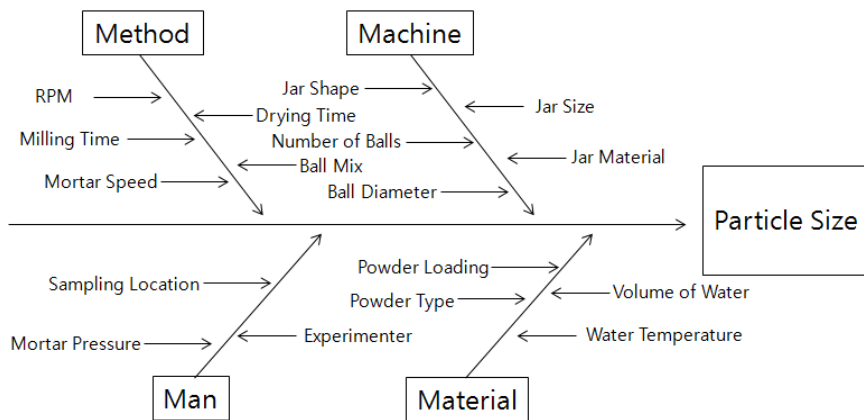 Method
Machine
RPM
Jar Shape
Jar Size
Drying Time
Milling Time
Number of Balls
Ball Mix
Jar Material
Mortar Speed
Ball Diameter
Particle Size
Powder Loading
Sampling Location
Volume of Water
Powder Type
Experimenter
Water Temperature
Mortar Pressure
Man
Material